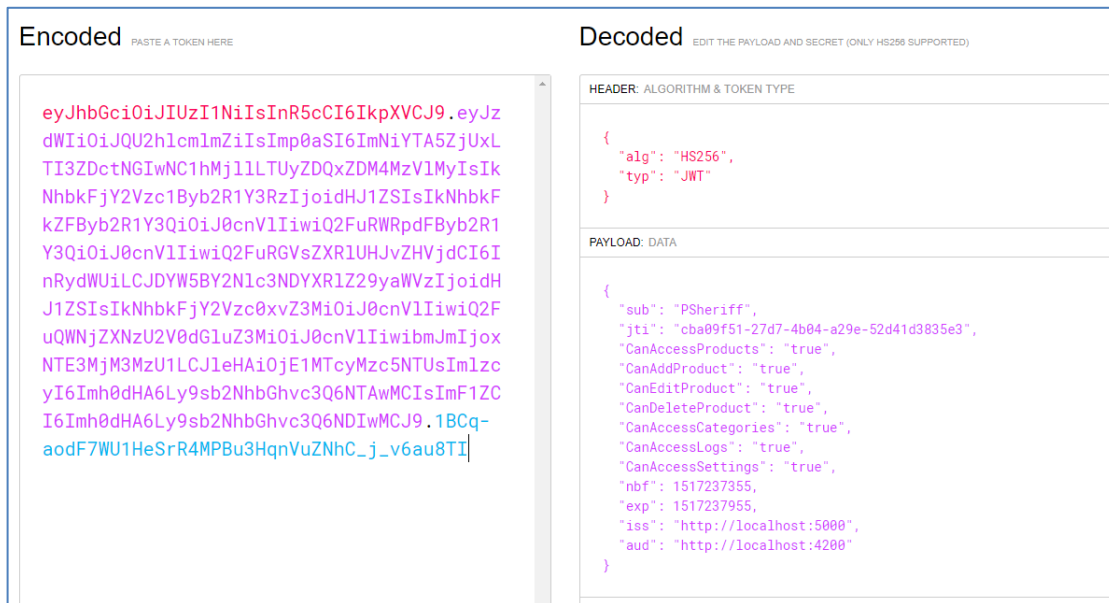 Encoded PASTE A TOKEN HERE
eyJhbGciOiJIUzI1NiIsInR5cCI6IkpXVCJ9.eyJz
dWIiOiJQU2hlcmlmZiIsImp0aSI6ImNiYTA5ZjUxL
TI3ZDctNGIwNC1hMjllLTUyZDQxZDM4MzVlMyIsIk
NhbkFjY2Vzc1Byb2R1Y3RzIjoidHJ1ZSIsIkNhbkF
kZFByb2R1Y3QiOiJ0cnVlIiwiQ2FuRWRpdFByb2R1
Y3QiOiJ0cnVlIiwiQ2FuRGVsZXRlUHJvZHVjdCI6I
nRydWUiLCJDYW5BY2Nlc3NDYXRlZ29yaWVzIjoidH
J1ZSIsIkNhbkFjY2Vzc0xvZ3MiOiJ0cnVlIiwiQ2F
uQWNjZXNzU2V0dGluZ3MiOiJ0cnVlIiwibmJmIjox
NTE3MjM3MzU1LCJleHAiOjE1MTcyMzc5NTUsImlzc
yI6Imh0dHA6Ly9sb2NhbGhvc3Q6NTAwMCIsImF1ZC
I6Imh0dHA6Ly9sb2NhbGhvc3Q6NDIwMCJ9.1BCq-
aodF7WU1HeSrR4MPBu3HqnVuZNhC_j_v6au8TI
Decoded EDIT THE PAYLOAD AND SECRET (ONLY HS256 SUPPORTED)
HEADER: ALGORITHM & TOKEN TYPE
{
"alg": "HS256",
"typ": "JWT"
}
PAYLOAD: DATA
{
"sub": "PSheriff",
"jti": "cba09f51-27d7-4b04-a29e-52d41d3835e3",
"CanAccessProducts": "true",
"CanAddProduct": "true",
"CanEditProduct": "true",
"CanDeleteProduct": "true",
"CanAccessCategories": "true",
"CanAccessLogs": "true",
"CanAccessSettings": "true",
"nbf": 1517237355,
"exp": 1517237955,
"iss": "http://localhost:5000",
"aud": "http://localhost:4200"
}